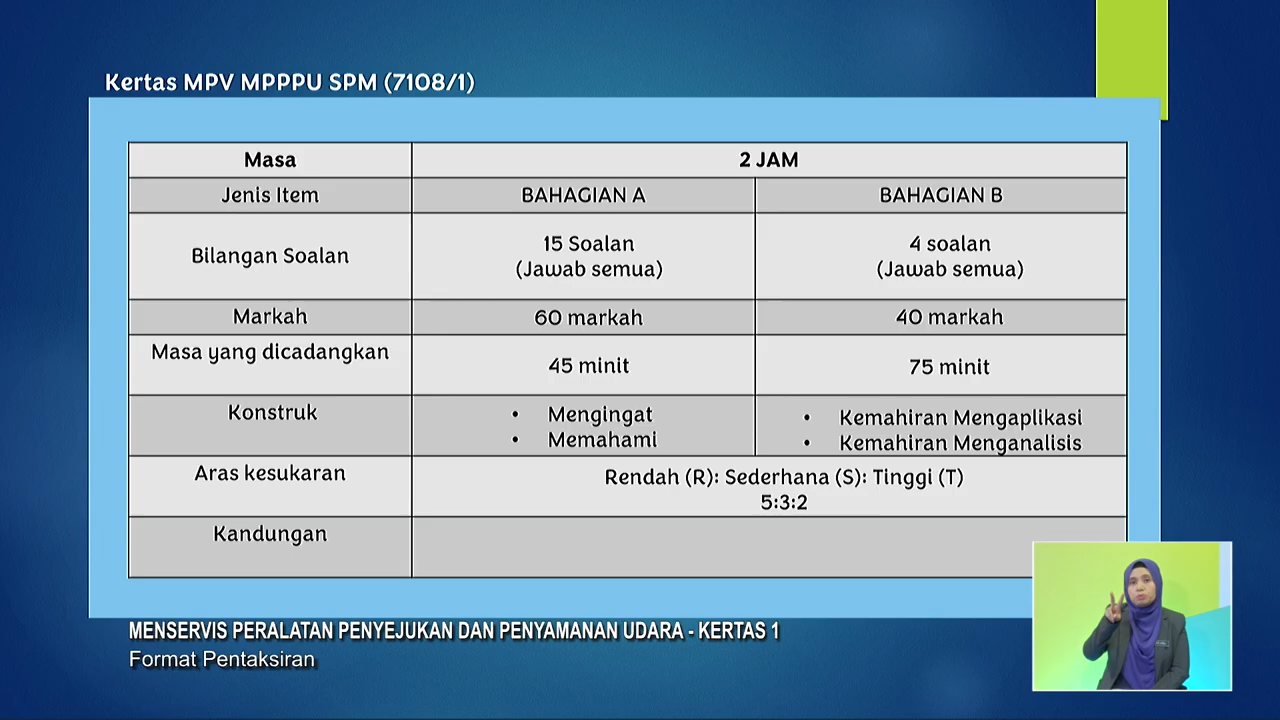 Kertas MPV MPPPU SPM (7108/1)
Masa
2 JAM
Jenis Item
BAHAGIAN A
BAHAGIAN B
Bilangan Soalan
15 Soalan
(Jawab semua)
4 soalan
(Jawab semua)
Markah
60 markah
40 markah
Masa yang dicadangkan
45 minit
75 minit
Konstruk
• Mengingat
• Memahami
• Kemahiran Mengaplikasi
• Kemahiran Menganalisis
Aras kesukaran
Rendah (R): Sederhana (S): Tinggi (T)
5:3:2
Kandungan
MENSERVIS PERALATAN PENYEJUKAN DAN PENYAMANAN UDARA - KERTAS 1
Format Pentaksiran